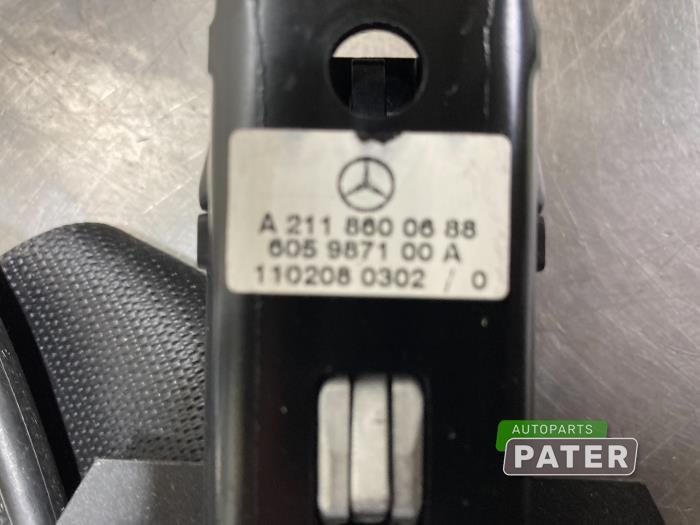 A 211 860 06 88
605 9871 00 A
110208 0302 / 0
AUTOPARTS
PATER